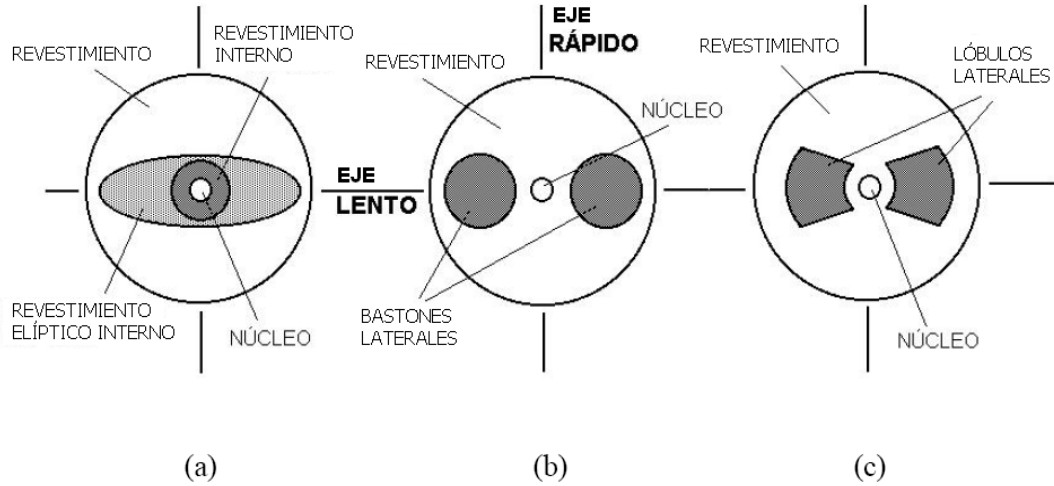 REVESTIMIENTO
REVESTIMIENTO
INTERNO
REVESTIMIENTO
ELÍPTICO INTERNO
NÚCLEO
EJE
LENTO
(a)
EJE
RÁPIDO
REVESTIMIENTO
NÚCLEO
BASTONES
LATERALES
(b)
REVESTIMIENTO
LÓBULOS
LATERALES
NÚCLEO
(c)